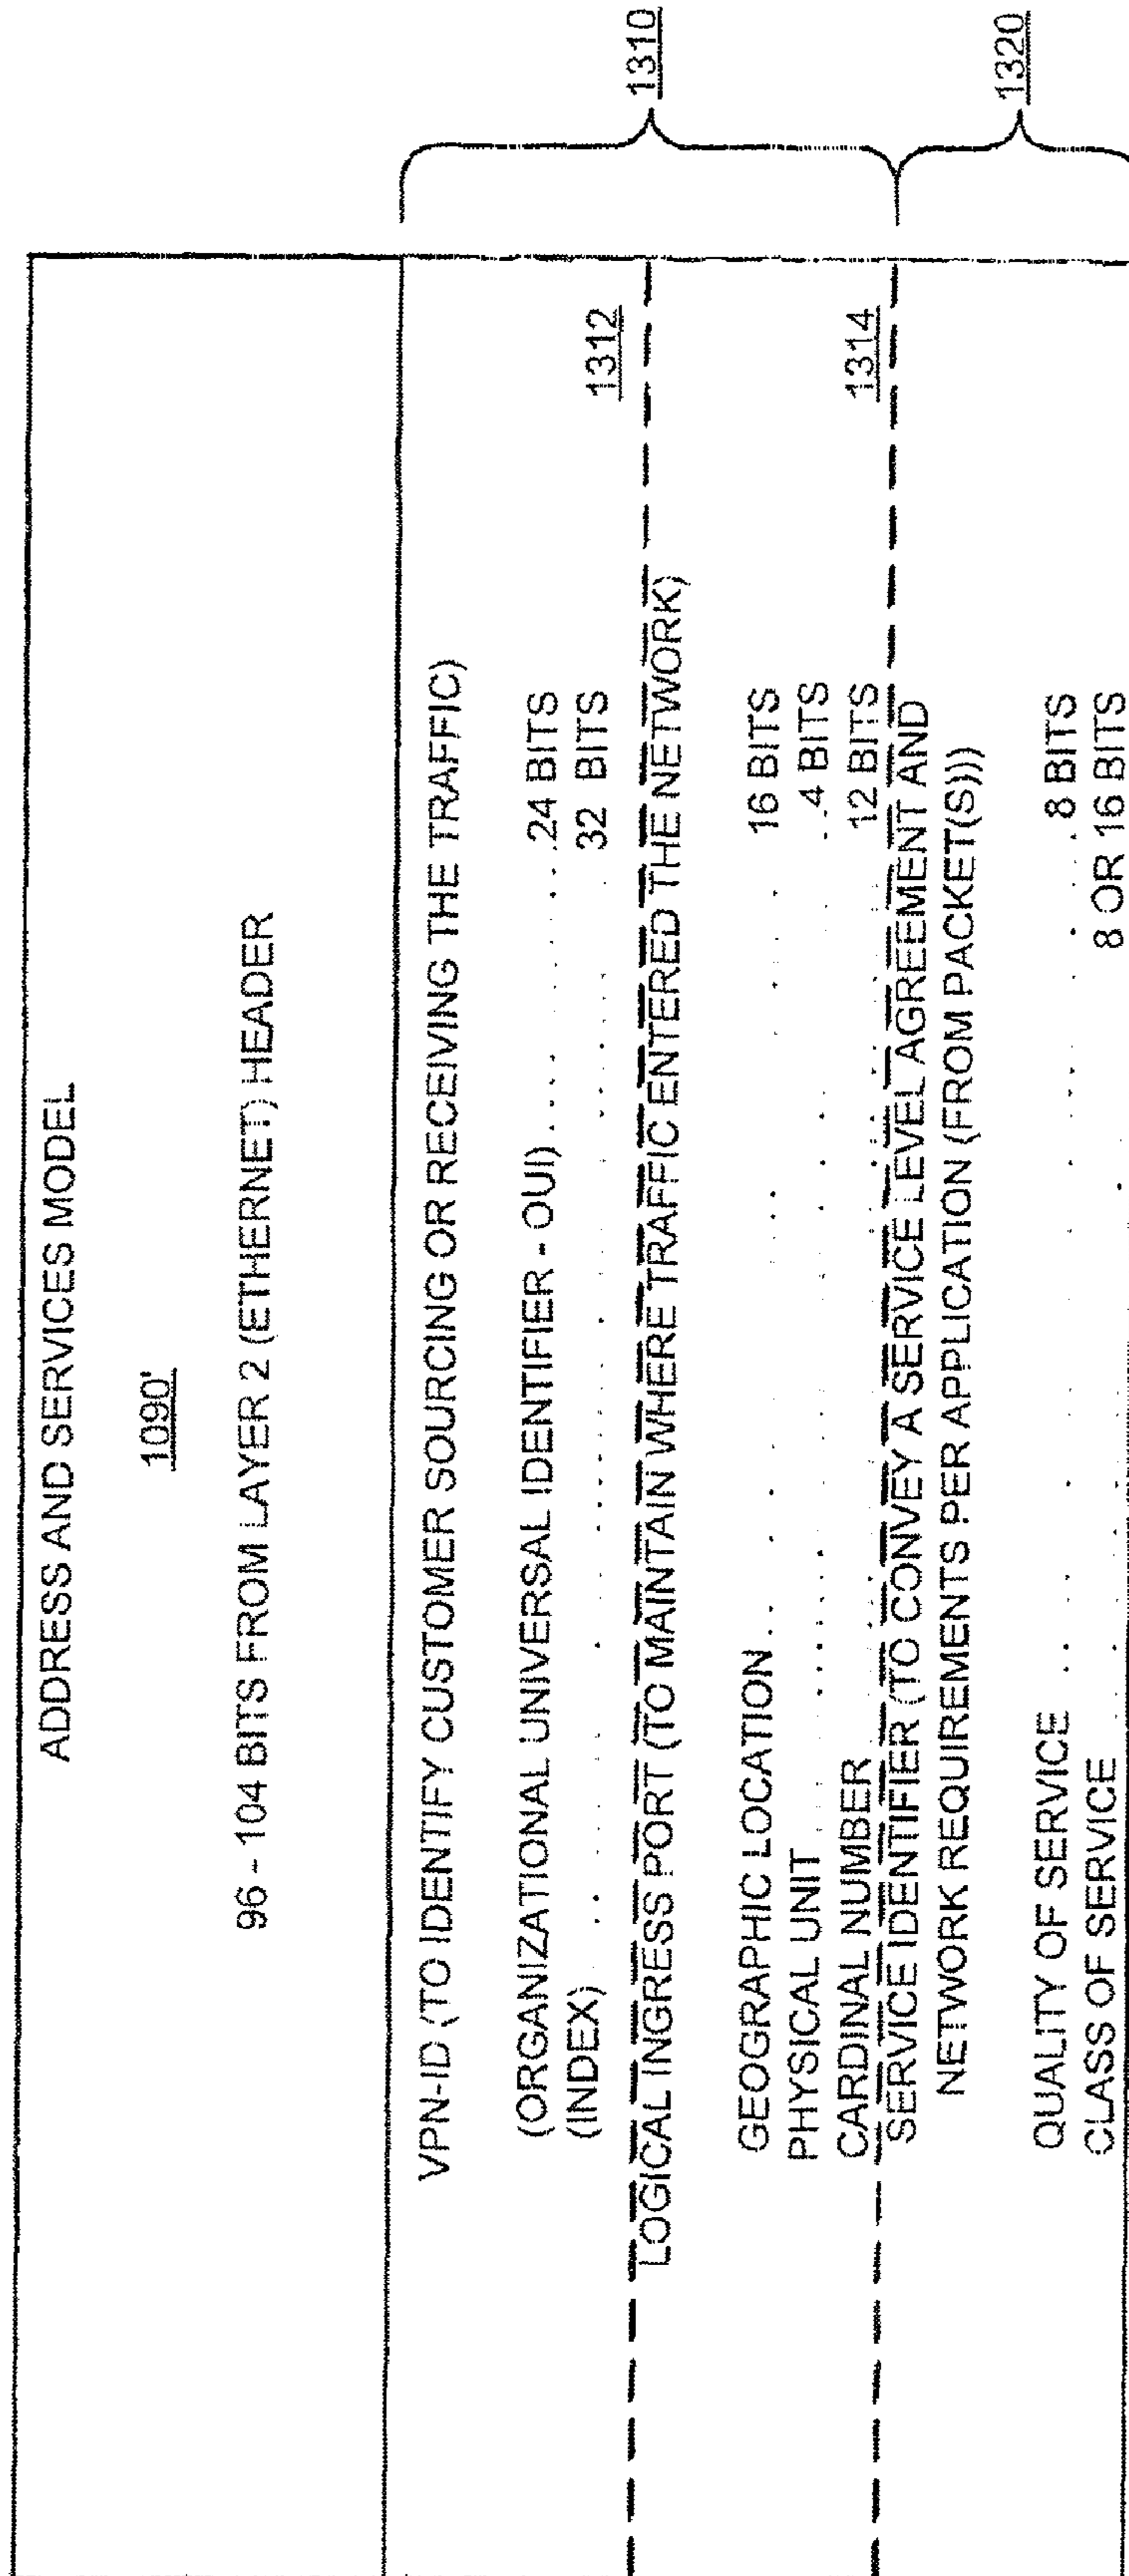 ADDRESS AND SERVICES MODEL
1090'
96 - 104 BITS FROM LAYER 2 (ETHERNET) HEADER
VPN-ID (TO IDENTIFY CUSTOMER SOURCING OR RECEIVING THE TRAFFIC)
(ORGANIZATIONAL UNIVERSAL IDENTIFIER - OUI) 24 BITS
(INDEX) 32 BITS
1312
LOGICAL INGRESS PORT (TO MAINTAIN WHERE TRAFFIC ENTERED THE NETWORK)
GEOGRAPHIC LOCATION 16 BITS
PHYSICAL UNIT 4 BITS
CARDINAL NUMBER 12 BITS
1314
1310
SERVICE IDENTIFIER (TO CONVEY A SERVICE LEVEL AGREEMENT AND
NETWORK REQUIREMENTS PER APPLICATION (FROM PACKET(S)))
QUALITY OF SERVICE 8 BITS
CLASS OF SERVICE 8 OR 16 BITS
1320